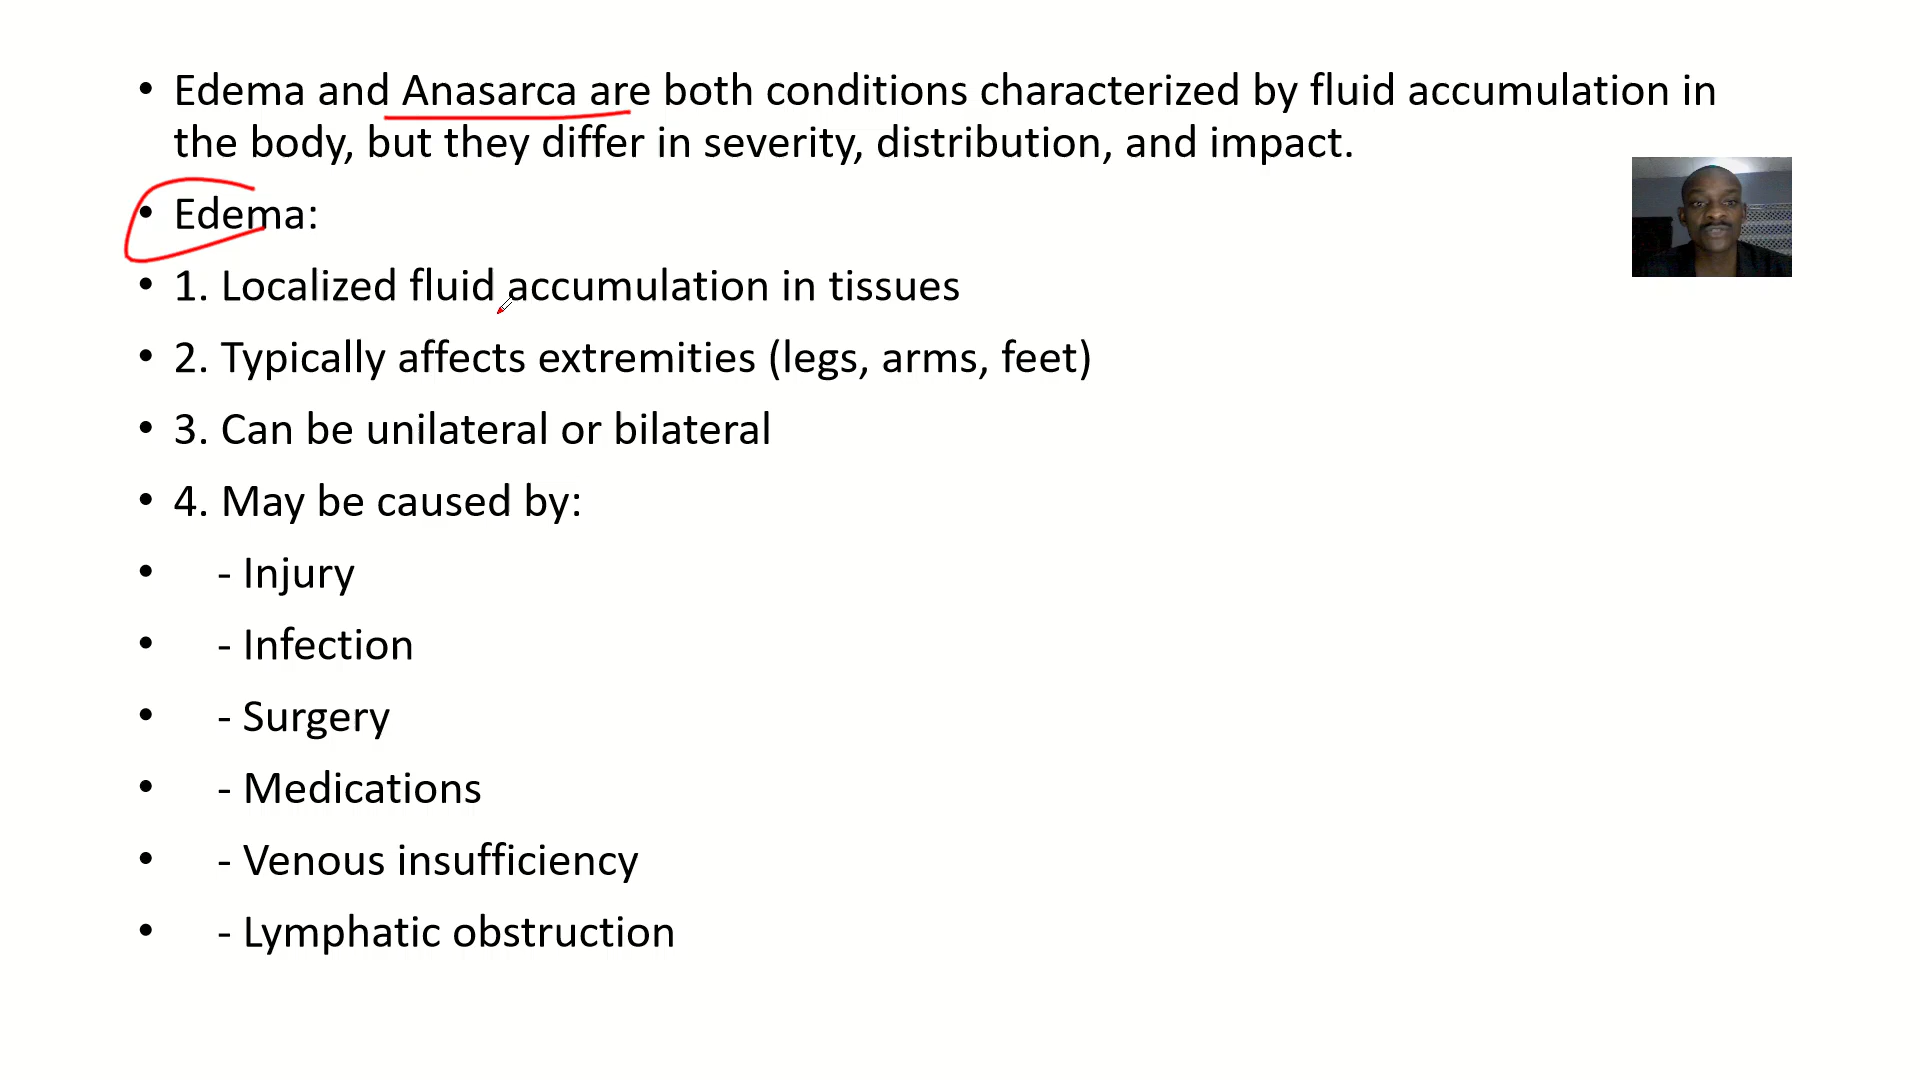 • Edema and Anasarca are both conditions characterized by fluid accumulation in
the body, but they differ in severity, distribution, and impact.
• Edema:
• 1. Localized fluid accumulation in tissues
• 2. Typically affects extremities (legs, arms, feet)
• 3. Can be unilateral or bilateral
• 4. May be caused by:
• - Injury
• - Infection
• - Surgery
• - Medications
• - Venous insufficiency
• - Lymphatic obstruction